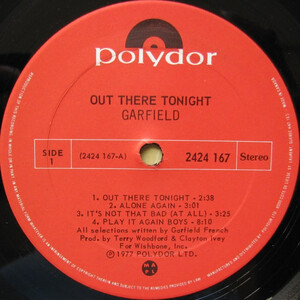 polydor
OUT THERE TONIGHT
GARFIELD
SIDE
1
(2424 167-A)
2424 167
Stereo
1. OUT THERE TONIGHT - 2:38
2. ALONE AGAIN - 3:01
3. IT'S NOT THAT BAD (AT ALL) - 3:25
4. PLAY IT AGAIN BOYS - 8:10
All selections written by Garfield French
Prod. by Terry Woodford & Clayton Ivey
For Wishbone, Inc.
℗ 1977 POLYDOR LTD.